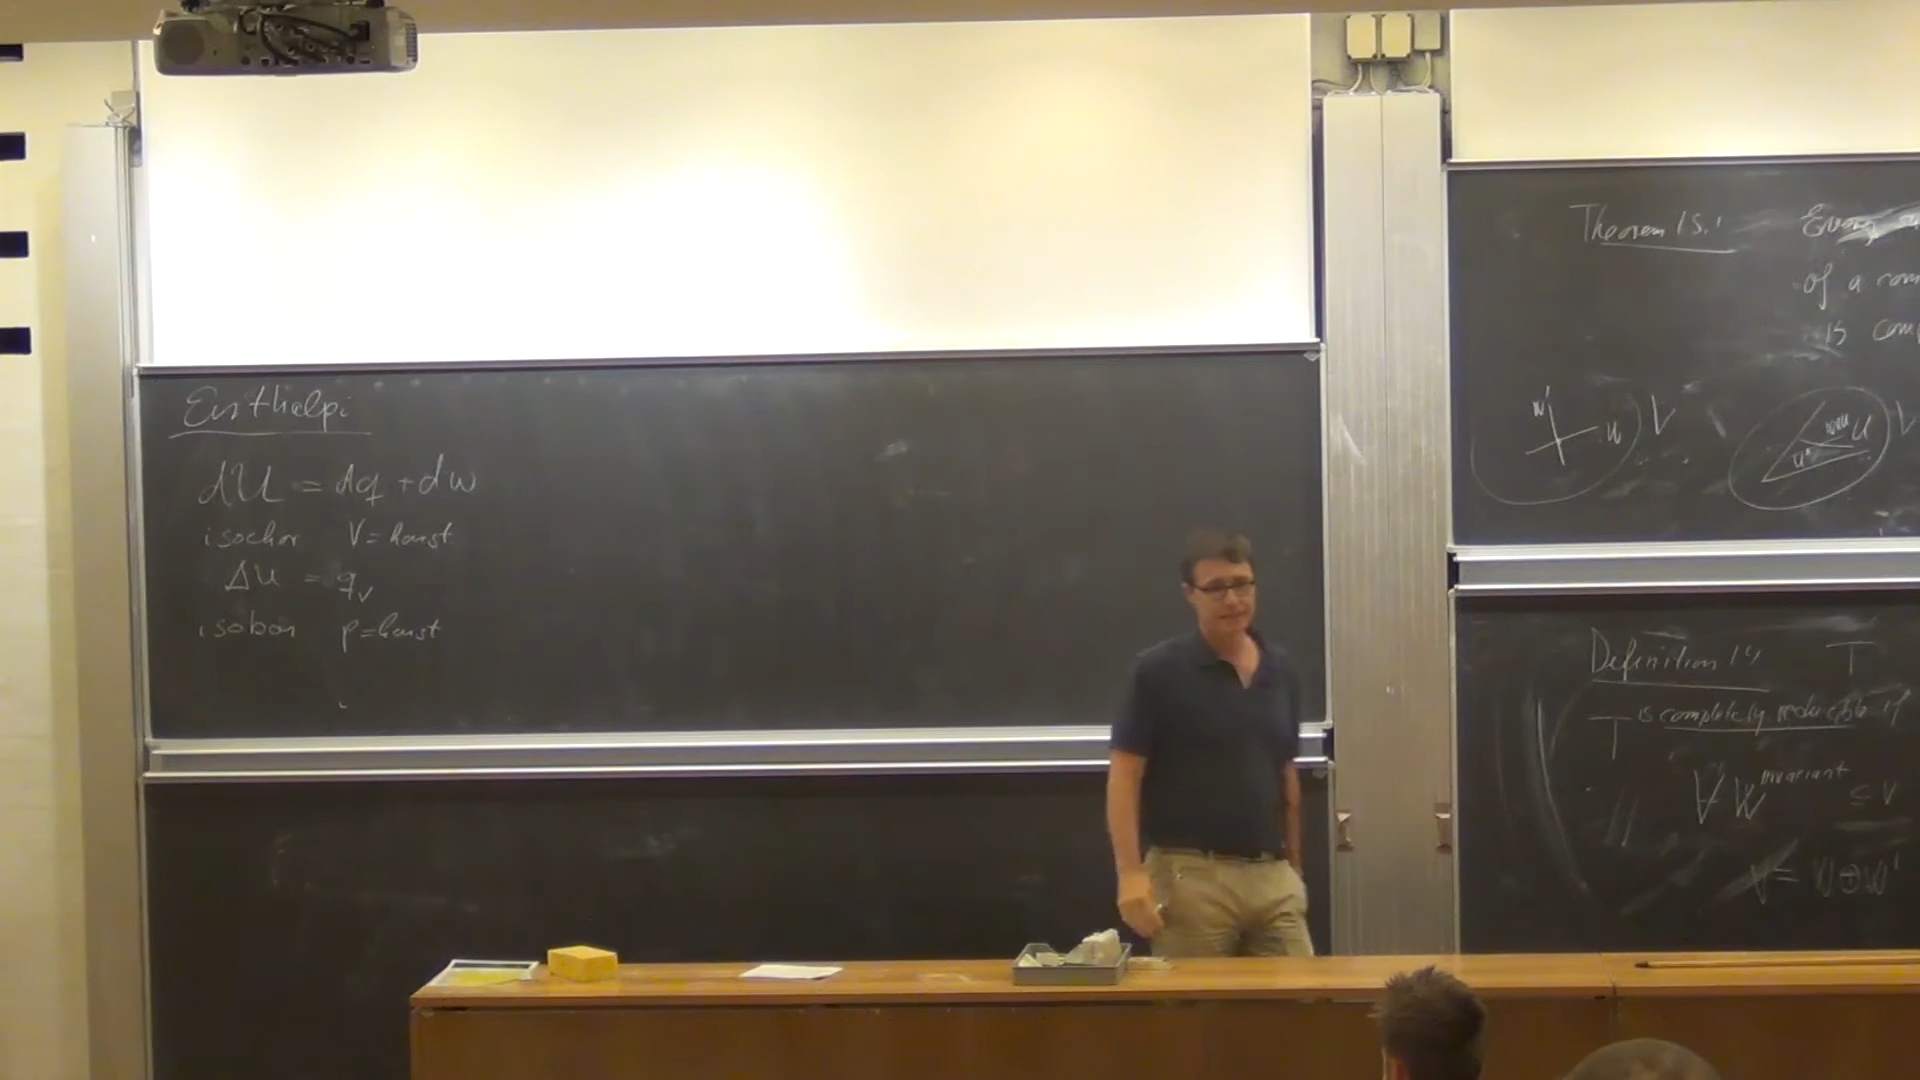 Enthalpi
dU = dq + dw
isochor V = konst.
ΔU = q_v
isobar p = konst
Theorem 15.1 Every
of a
is
W' U V
U V
Definition 14 T
T is completely reducible if
∀ W invariant ⊆ V
V = W ⊕ W'